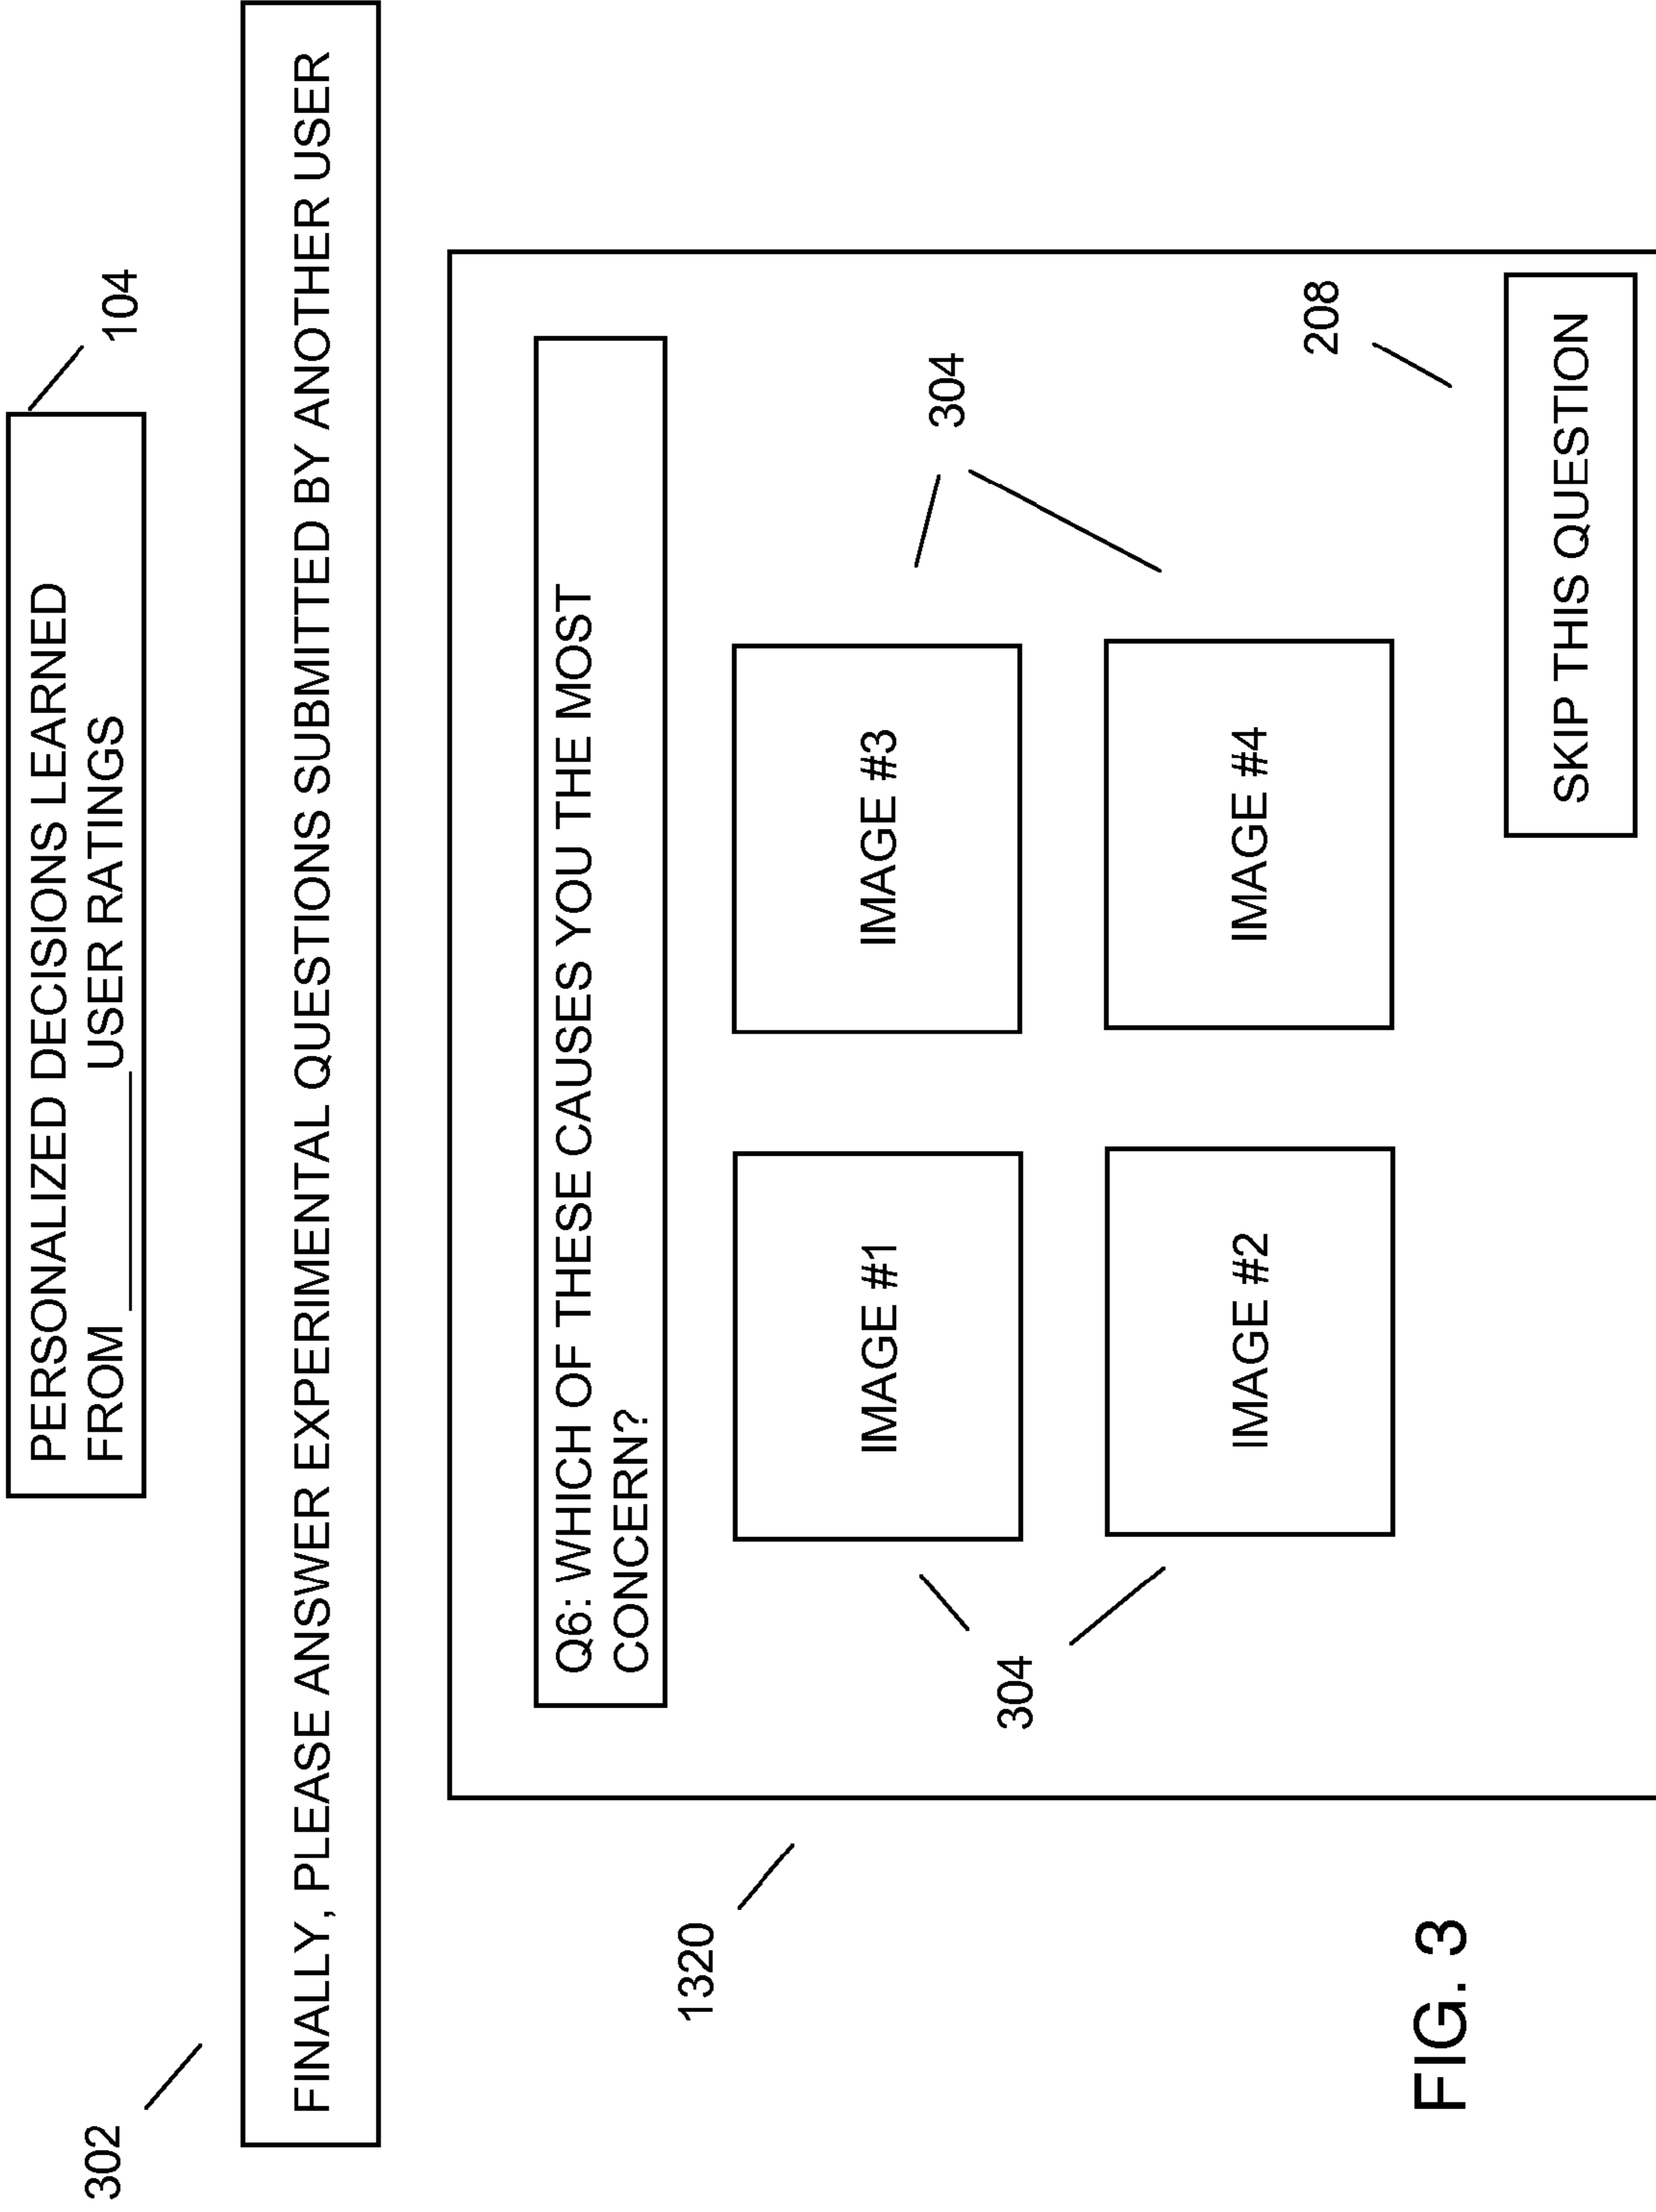 PERSONALIZED DECISIONS LEARNED
FROM ________ USER RATINGS
104
302
FINALLY, PLEASE ANSWER EXPERIMENTAL QUESTIONS SUBMITTED BY ANOTHER USER
1320
Q6: WHICH OF THESE CAUSES YOU THE MOST
CONCERN?
304
IMAGE #1
IMAGE #3
304
IMAGE #2
IMAGE #4
208
SKIP THIS QUESTION
FIG. 3